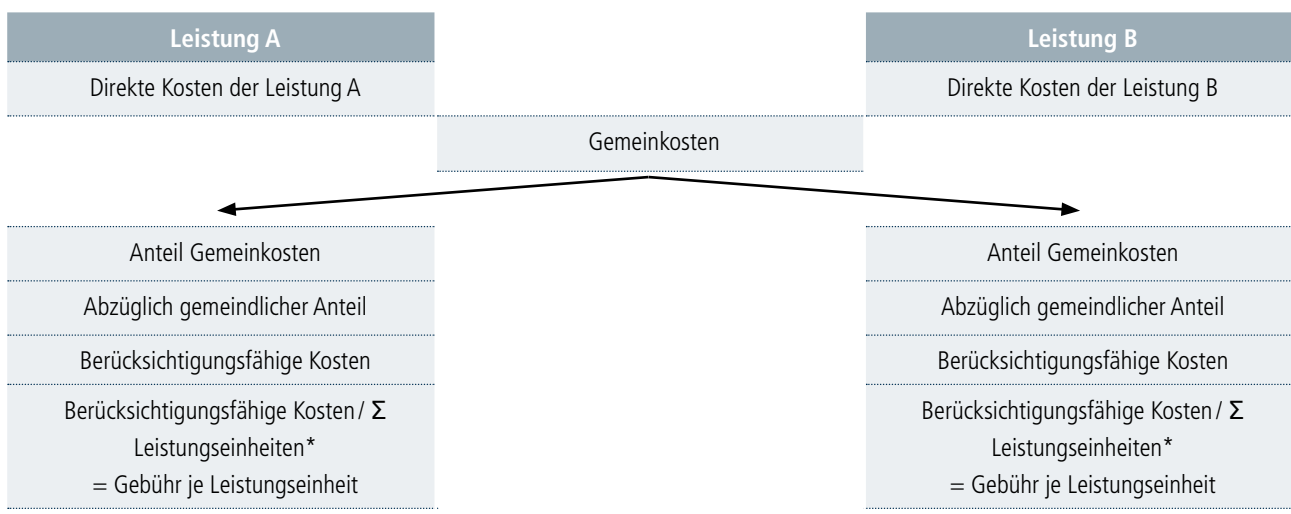 Leistung A
Leistung B
Direkte Kosten der Leistung A
Direkte Kosten der Leistung B
Gemeinkosten
Anteil Gemeinkosten
Anteil Gemeinkosten
Abzüglich gemeindlicher Anteil
Abzüglich gemeindlicher Anteil
Berücksichtigungsfähige Kosten
Berücksichtigungsfähige Kosten
Berücksichtigungsfähige Kosten / Σ
Leistungseinheiten*
= Gebühr je Leistungseinheit
Berücksichtigungsfähige Kosten / Σ
Leistungseinheiten*
= Gebühr je Leistungseinheit